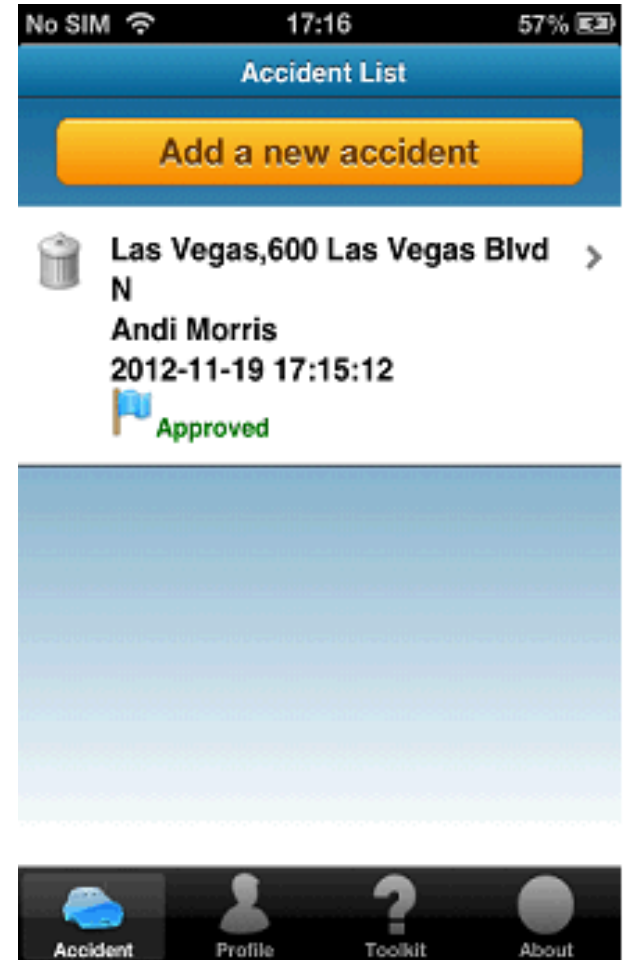 No SIM 17:16 57%
Accident List
Add a new accident
Las Vegas,600 Las Vegas Blvd
N
Andi Morris
2012-11-19 17:15:12
Approved
Accident Profile Toolkit About